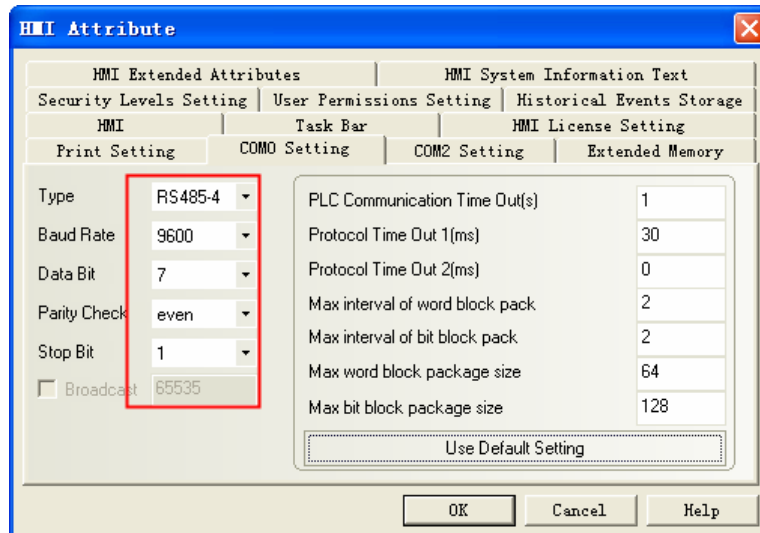 HMI Attribute
HMI Extended Attributes HMI System Information Text
Security Levels Setting User Permissions Setting Historical Events Storage
HMI Task Bar HMI License Setting
Print Setting COM0 Setting COM2 Setting Extended Memory
Type RS485-4 PLC Communication Time Out(s) 1
Baud Rate 9600 Protocol Time Out 1(ms) 30
Data Bit 7 Protocol Time Out 2(ms) 0
Parity Check even Max interval of word block pack 2
Stop Bit 1 Max interval of bit block pack 2
Broadcast 65535 Max word block package size 64
Max bit block package size 128
Use Default Setting
OK Cancel Help